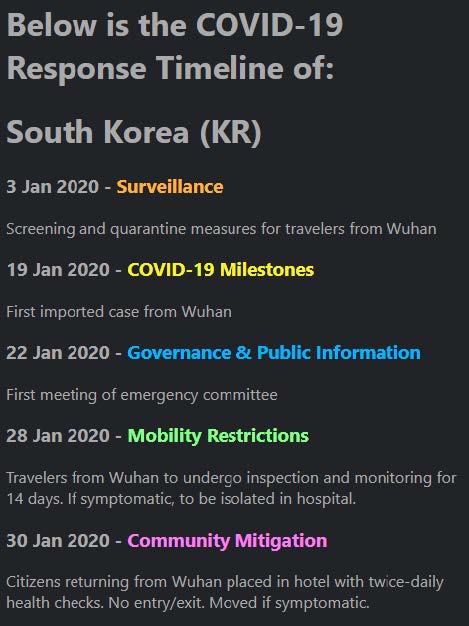 Below is the COVID-19
Response Timeline of:
South Korea (KR)
3 Jan 2020 - Surveillance
Screening and quarantine measures for travelers from Wuhan
19 Jan 2020 - COVID-19 Milestones
First imported case from Wuhan
22 Jan 2020 - Governance & Public Information
First meeting of emergency committee
28 Jan 2020 - Mobility Restrictions
Travelers from Wuhan to undergo inspection and monitoring for
14 days. If symptomatic, to be isolated in hospital.
30 Jan 2020 - Community Mitigation
Citizens returning from Wuhan placed in hotel with twice-daily
health checks. No entry/exit. Moved if symptomatic.